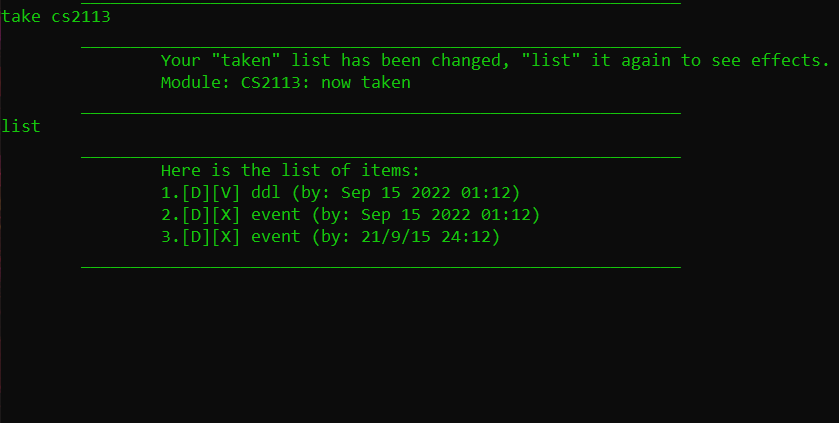 take cs2113
Your "taken" list has been changed, "list" it again to see effects.
Module: CS2113: now taken
list
Here is the list of items:
1.[D][V] ddl (by: Sep 15 2022 01:12)
2.[D][X] event (by: Sep 15 2022 01:12)
3.[D][X] event (by: 21/9/15 24:12)